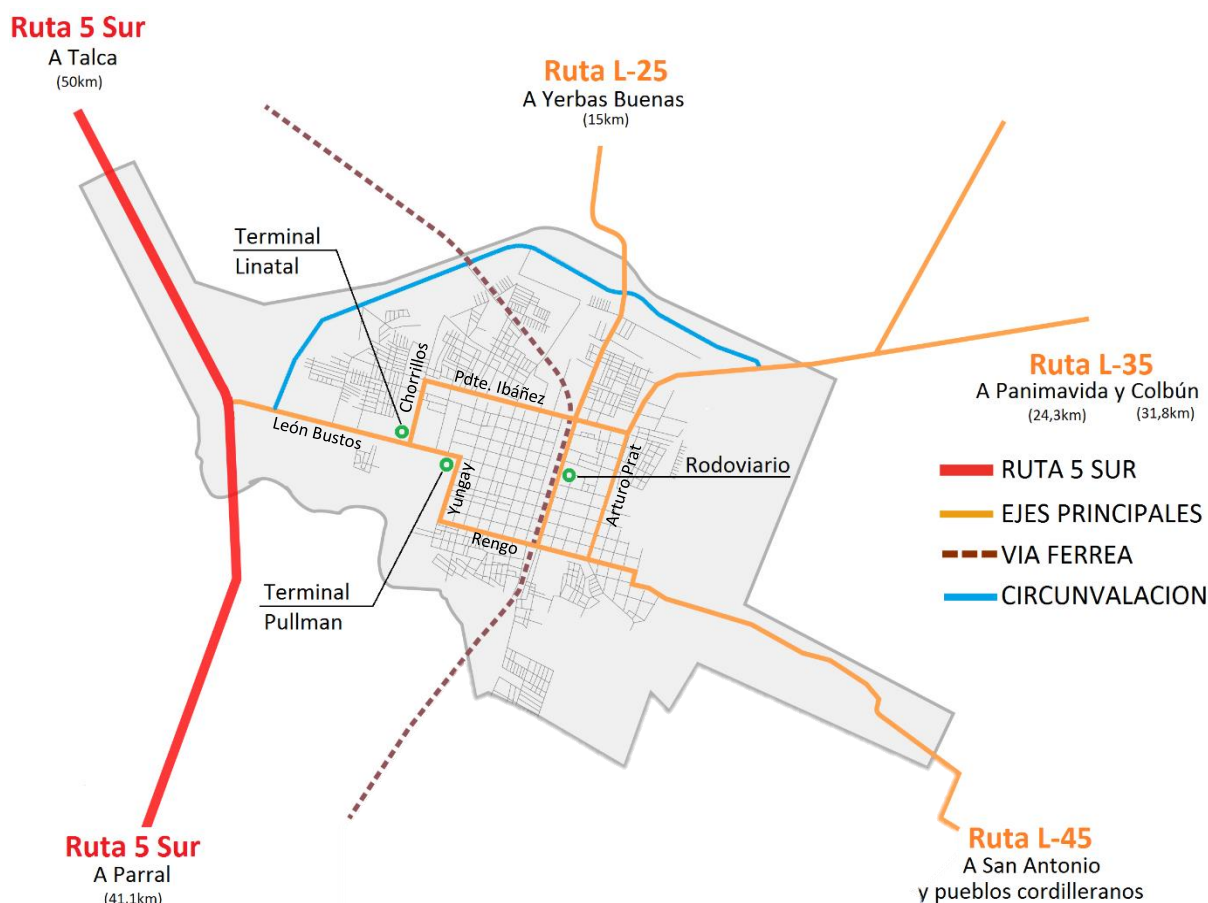 Ruta 5 Sur
A Talca
(50km)
Ruta L-25
A Yerbas Buenas
(15km)
Terminal
Linatal
Chorrillos
Pdte. Ibáñez
León Bustos
Yungay
Rengo
Arturo Prat
Rodoviario
Terminal
Pullman
Ruta L-35
A Panimavida y Colbún
(24,3km) (31,8km)
RUTA 5 SUR
EJES PRINCIPALES
VIA FERREA
CIRCUNVALACION
Ruta 5 Sur
A Parral
(41,1km)
Ruta L-45
A San Antonio
y pueblos cordilleranos